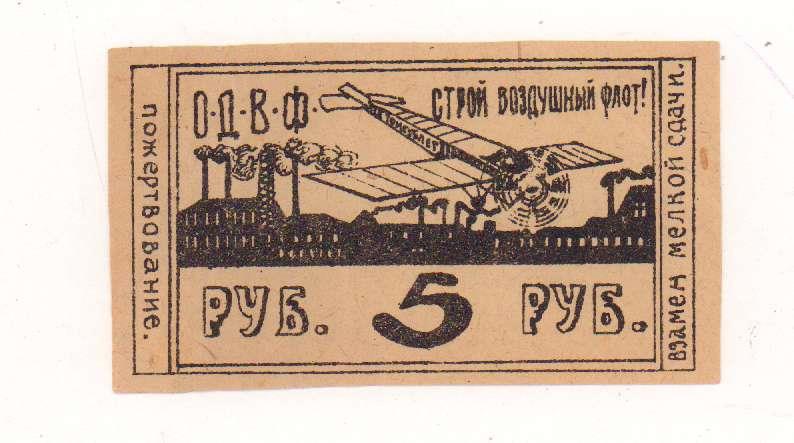 О·Д·В·Ф·
СТРОЙ ВОЗДУШНЫЙ ФЛОТ!
пожертвование.
взамен мелкой сдачи.
РУБ. 5 РУБ.